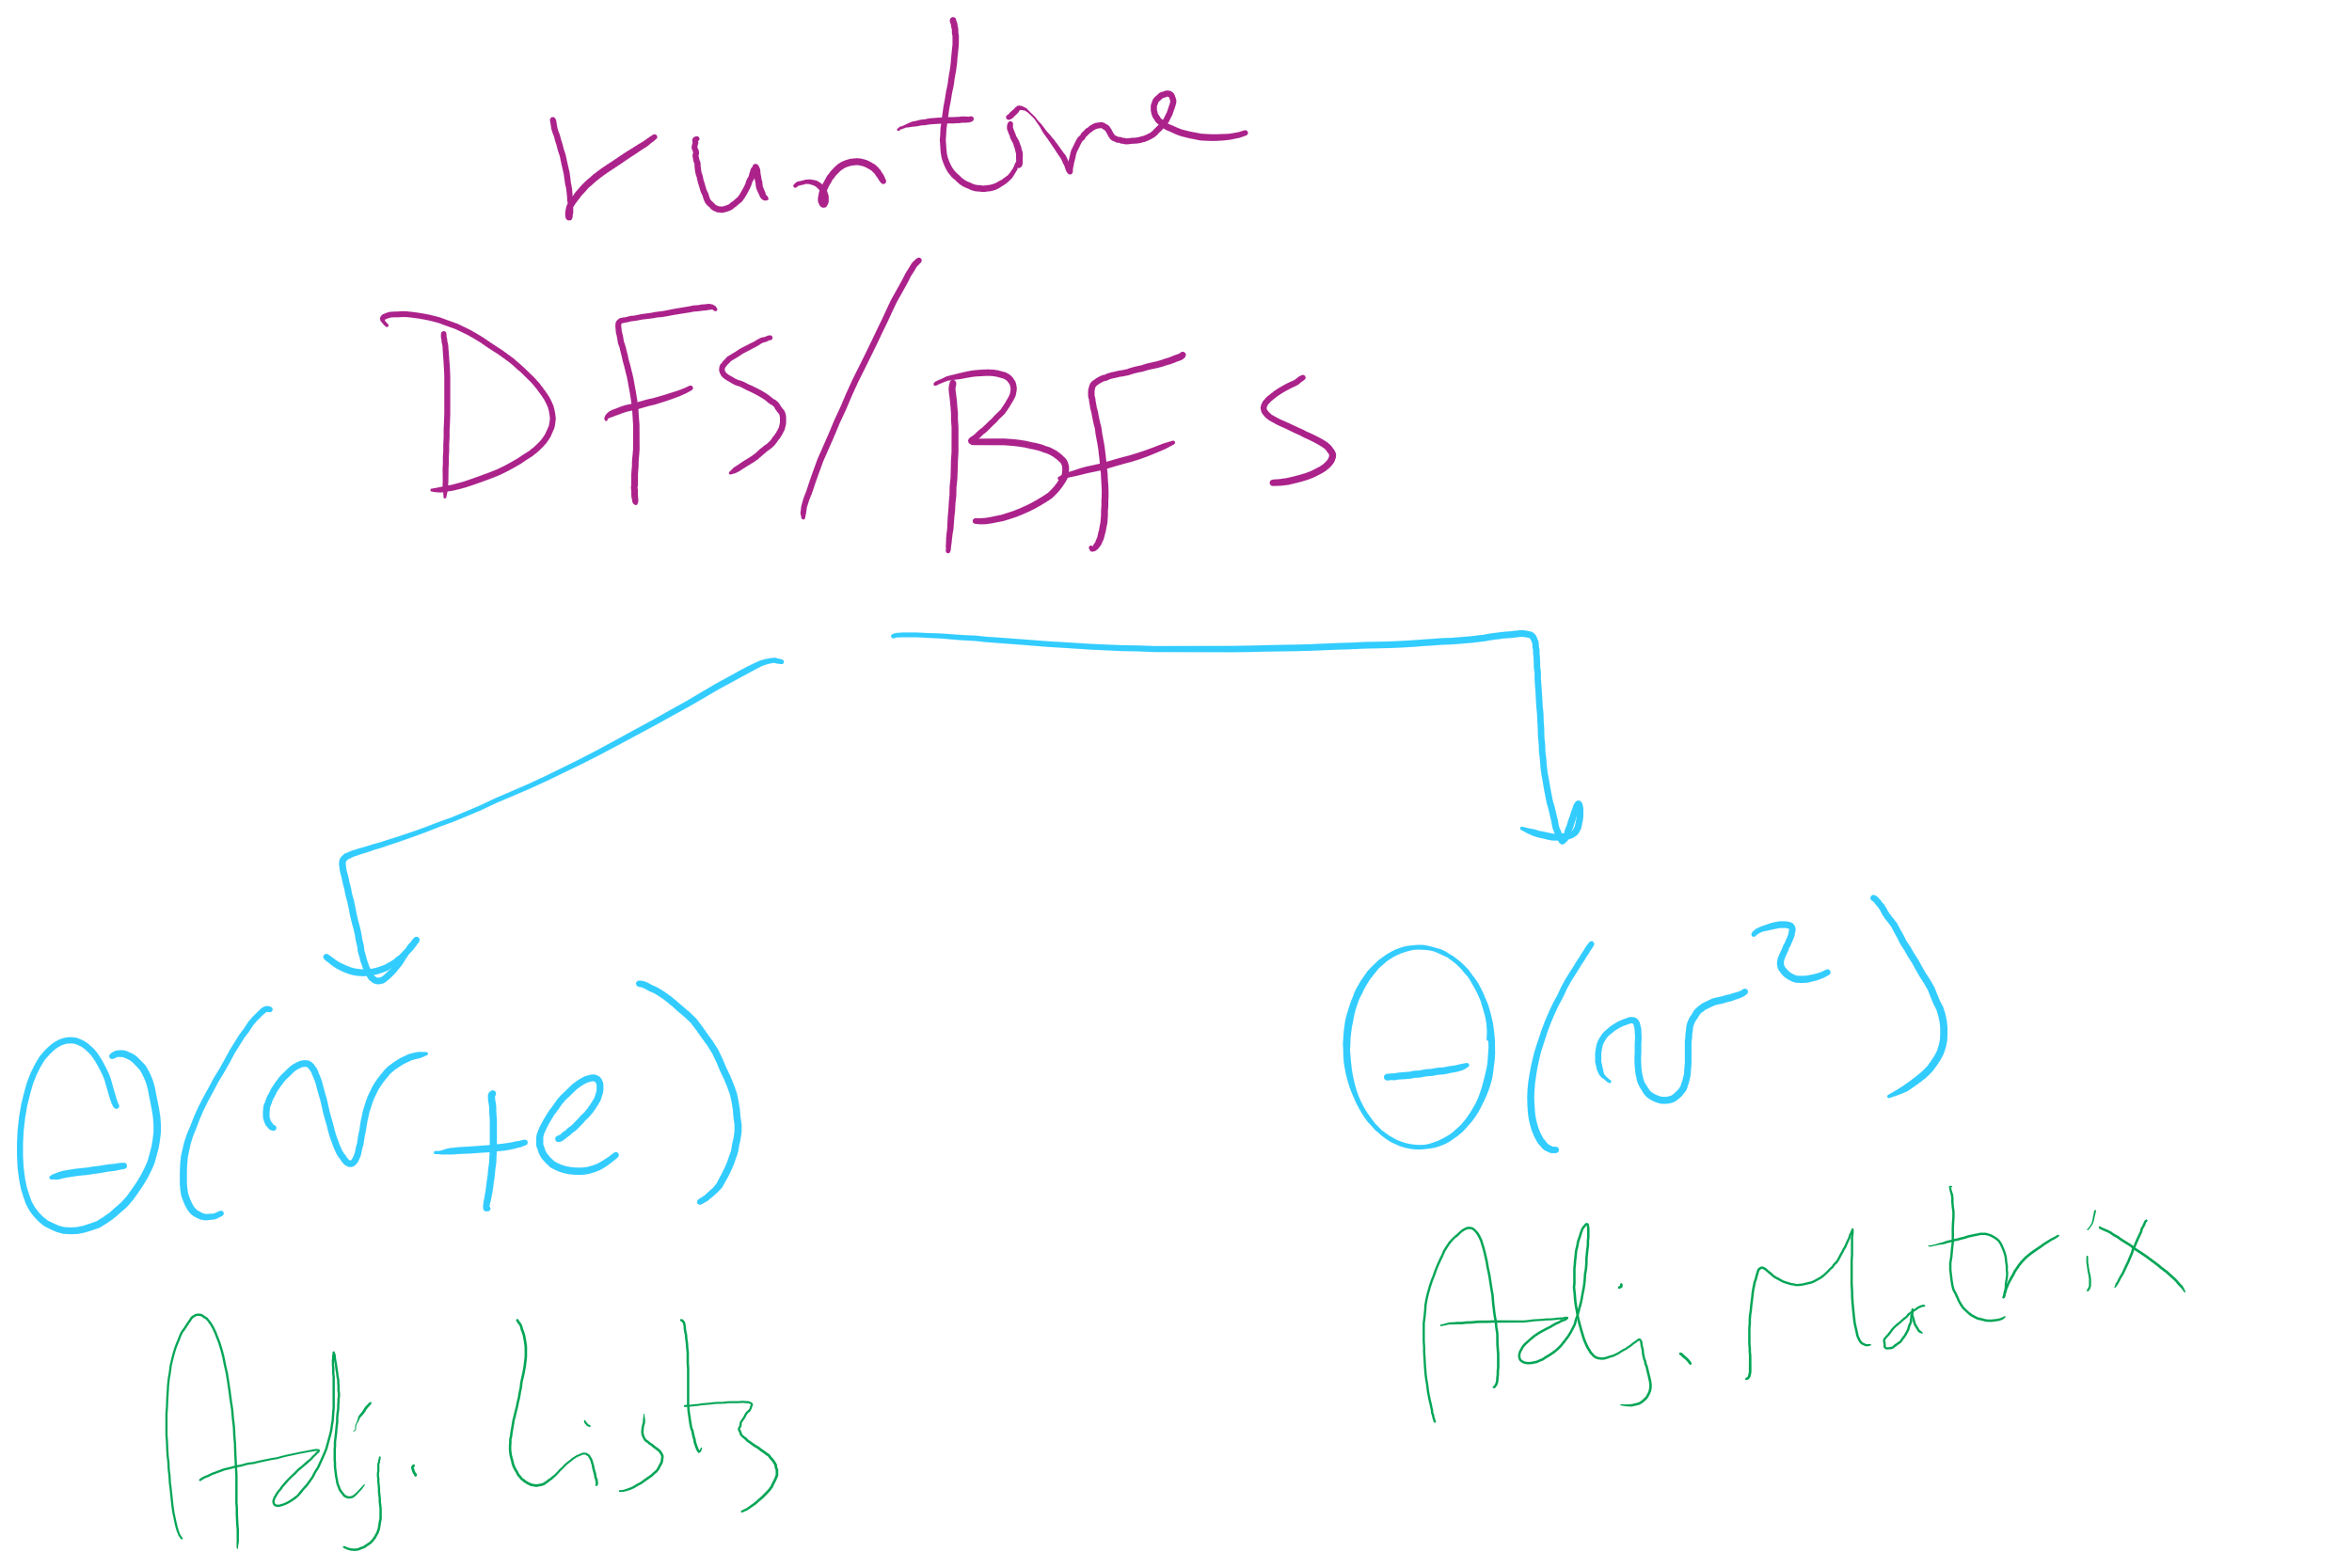 runtime
DFS/BFS
Θ(v+e)
Θ(v²)
Adj. Lists
Adj. Matrix